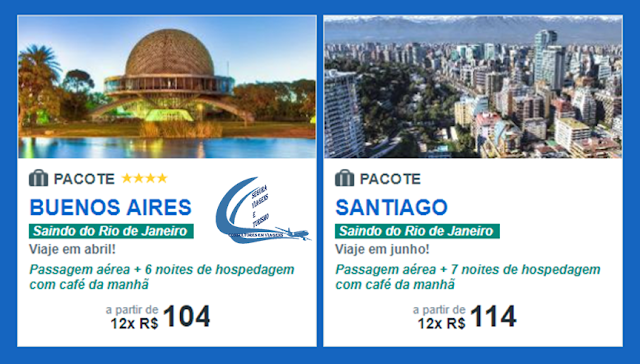 PACOTE
BUENOS AIRES
Saindo do Rio de Janeiro
Viaje em abril!
Passagem aérea + 6 noites de hospedagem
com café da manhã
a partir de
12x R$ 104
VIAGENS
E
TURISMO
PACOTE
SANTIAGO
Saindo do Rio de Janeiro
Viaje em junho!
Passagem aérea + 7 noites de hospedagem
com café da manhã
a partir de
12x R$ 114